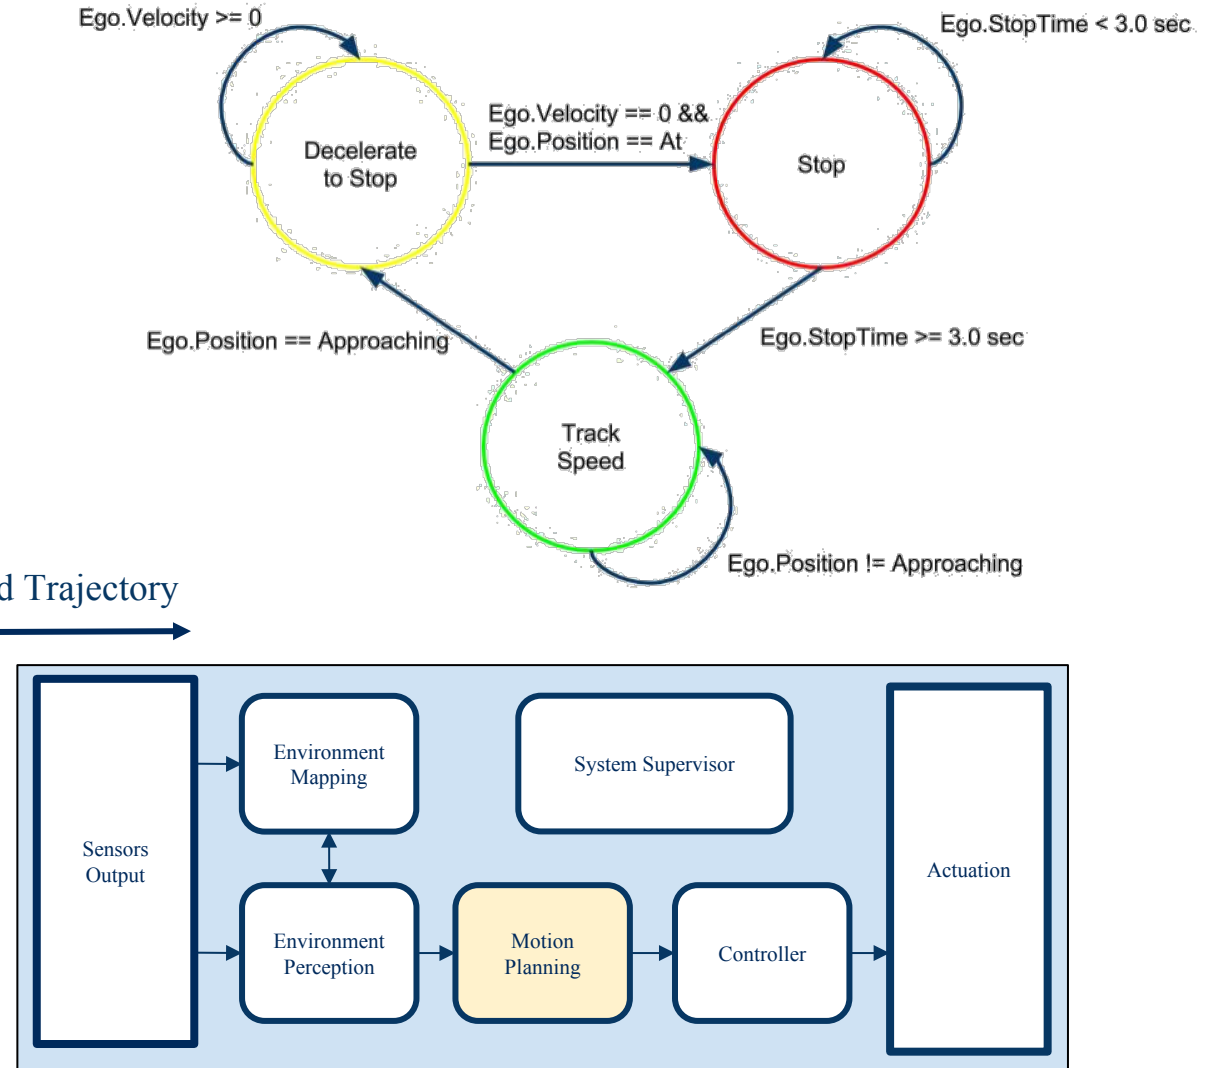 Ego.Velocity >= 0
Ego.StopTime < 3.0 sec
Ego.Velocity == 0 &&
Ego.Position == At
Decelerate
to Stop
Stop
Ego.Position == Approaching
Ego.StopTime >= 3.0 sec
Track
Speed
Ego.Position != Approaching
d Trajectory
Environment
Mapping
System Supervisor
Sensors
Output
Actuation
Environment
Perception
Motion
Planning
Controller